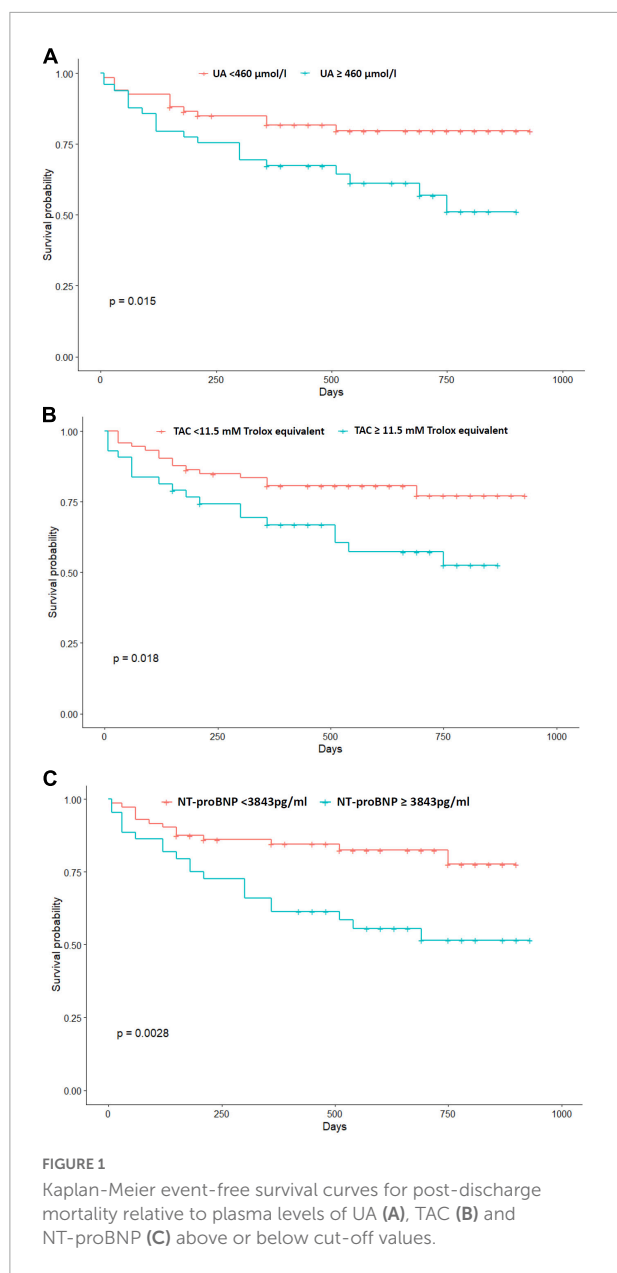 A
UA <460 µmol/l UA ≥ 460 µmol/l
1.00
0.75
0.50
0.25
0.00
Survival probability
p = 0.015
0 250 500 750 1000
Days
B
TAC <11.5 mM Trolox equivalent TAC ≥ 11.5 mM Trolox equivalent
1.00
0.75
0.50
0.25
0.00
Survival probability
p = 0.018
0 250 500 750 1000
Days
C
NT-proBNP <3843pg/ml NT-proBNP ≥ 3843pg/ml
1.00
0.75
0.50
0.25
0.00
Survival probability
p = 0.0028
0 250 500 750 1000
Days
FIGURE 1
Kaplan-Meier event-free survival curves for post-discharge
mortality relative to plasma levels of UA (A), TAC (B) and
NT-proBNP (C) above or below cut-off values.